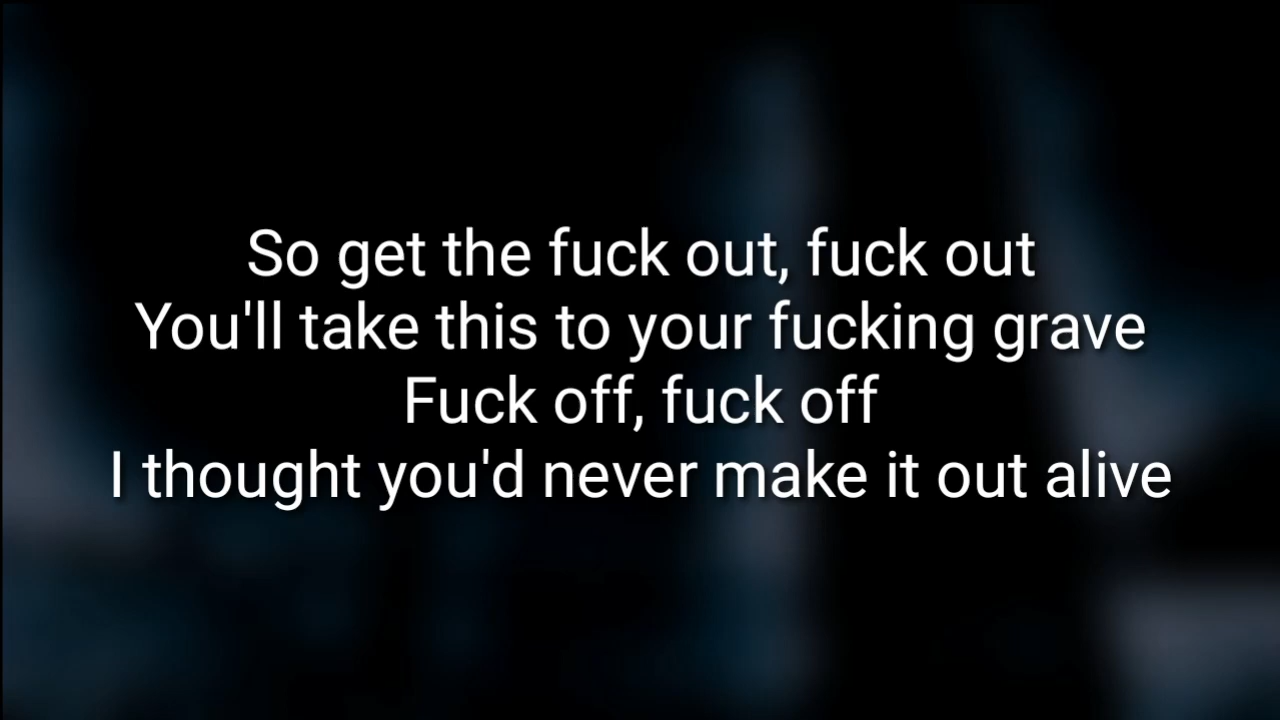 So get the fuck out, fuck out
You'll take this to your fucking grave
Fuck off, fuck off
I thought you'd never make it out alive